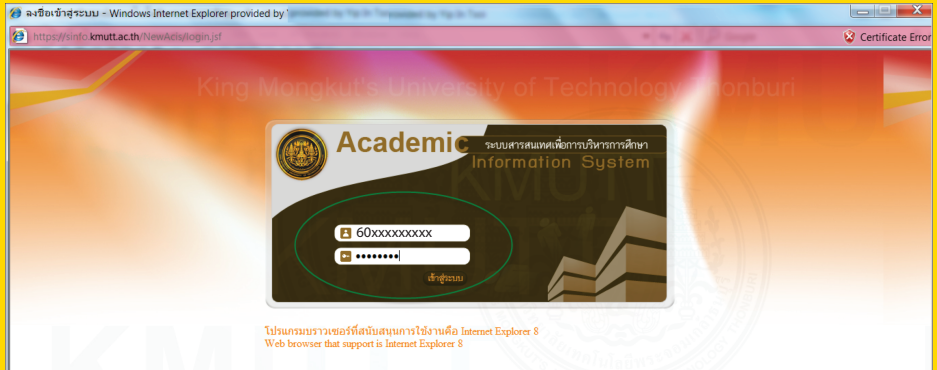 ลงชื่อเข้าสู่ระบบ - Windows Internet Explorer provided by
https://sinfo.kmutt.ac.th/NewAcis/login.jsf
Certificate Error
King Mongkut's University of Technology Thonburi
Academic
ระบบสารสนเทศเพื่อการบริหารการศึกษา
Information System
KMUTT
60xxxxxxxxx
••••••••
เข้าสู่ระบบ
โปรแกรมบราวเซอร์ที่สนับสนุนการใช้งานคือ Internet Explorer 8
Web browser that support is Internet Explorer 8